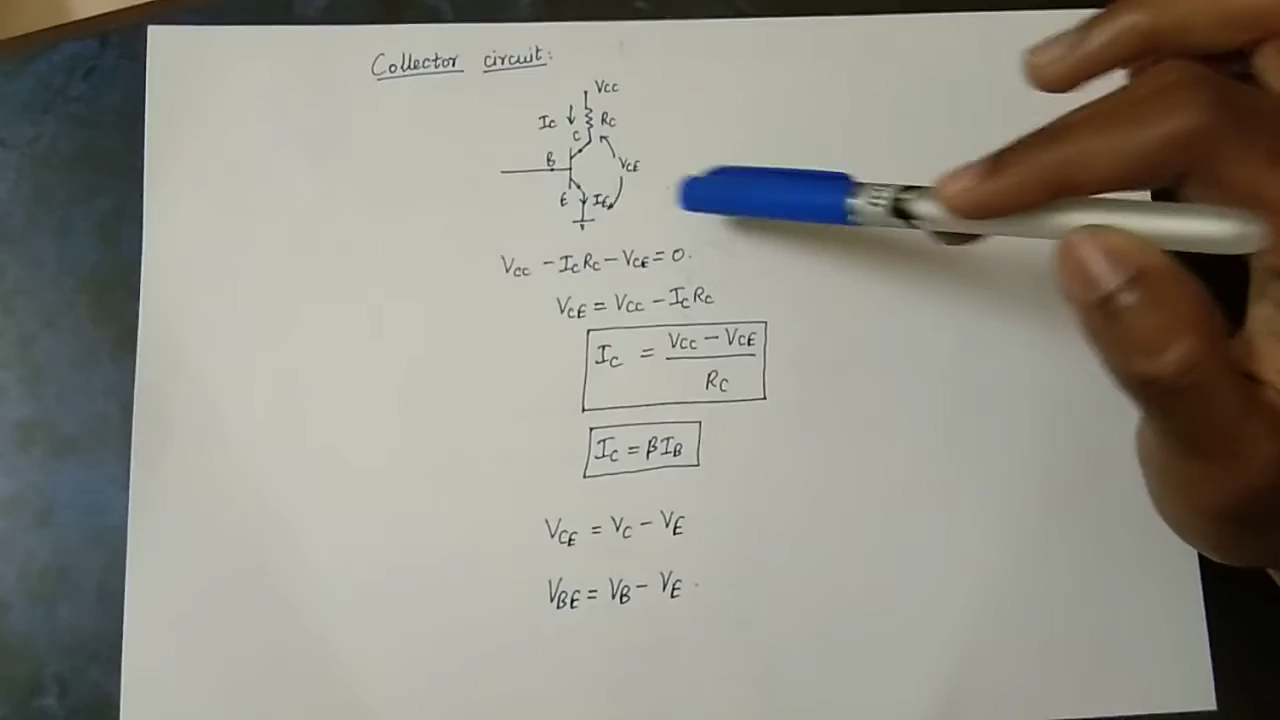 Collector circuit:
Vcc
Ic ↓ Rc
C
B
VCE
E IE
Vcc - IcRc - VCE = 0.
VCE = Vcc - IcRc
Ic = Vcc - VCE / Rc
Ic = βIB
VCE = Vc - VE
VBE = VB - VE.